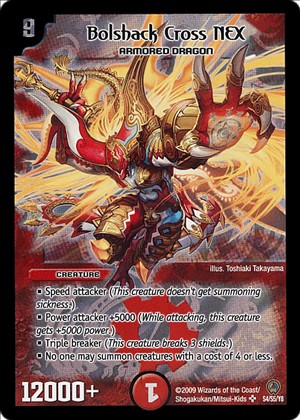 9
Bolshack Cross NEX
ARMORED DRAGON
illus. Toshiaki Takayama
CREATURE
▪ Speed attacker (This creature doesn't get summoning
sickness.)
▪ Power attacker +5000 (While attacking, this creature
gets +5000 power.)
▪ Triple breaker (This creature breaks 3 shields.)
▪ No one may summon creatures with a cost of 4 or less.
12000+
1
©2009 Wizards of the Coast/
Shogakukan/Mitsui-Kids S4/S5/Y8